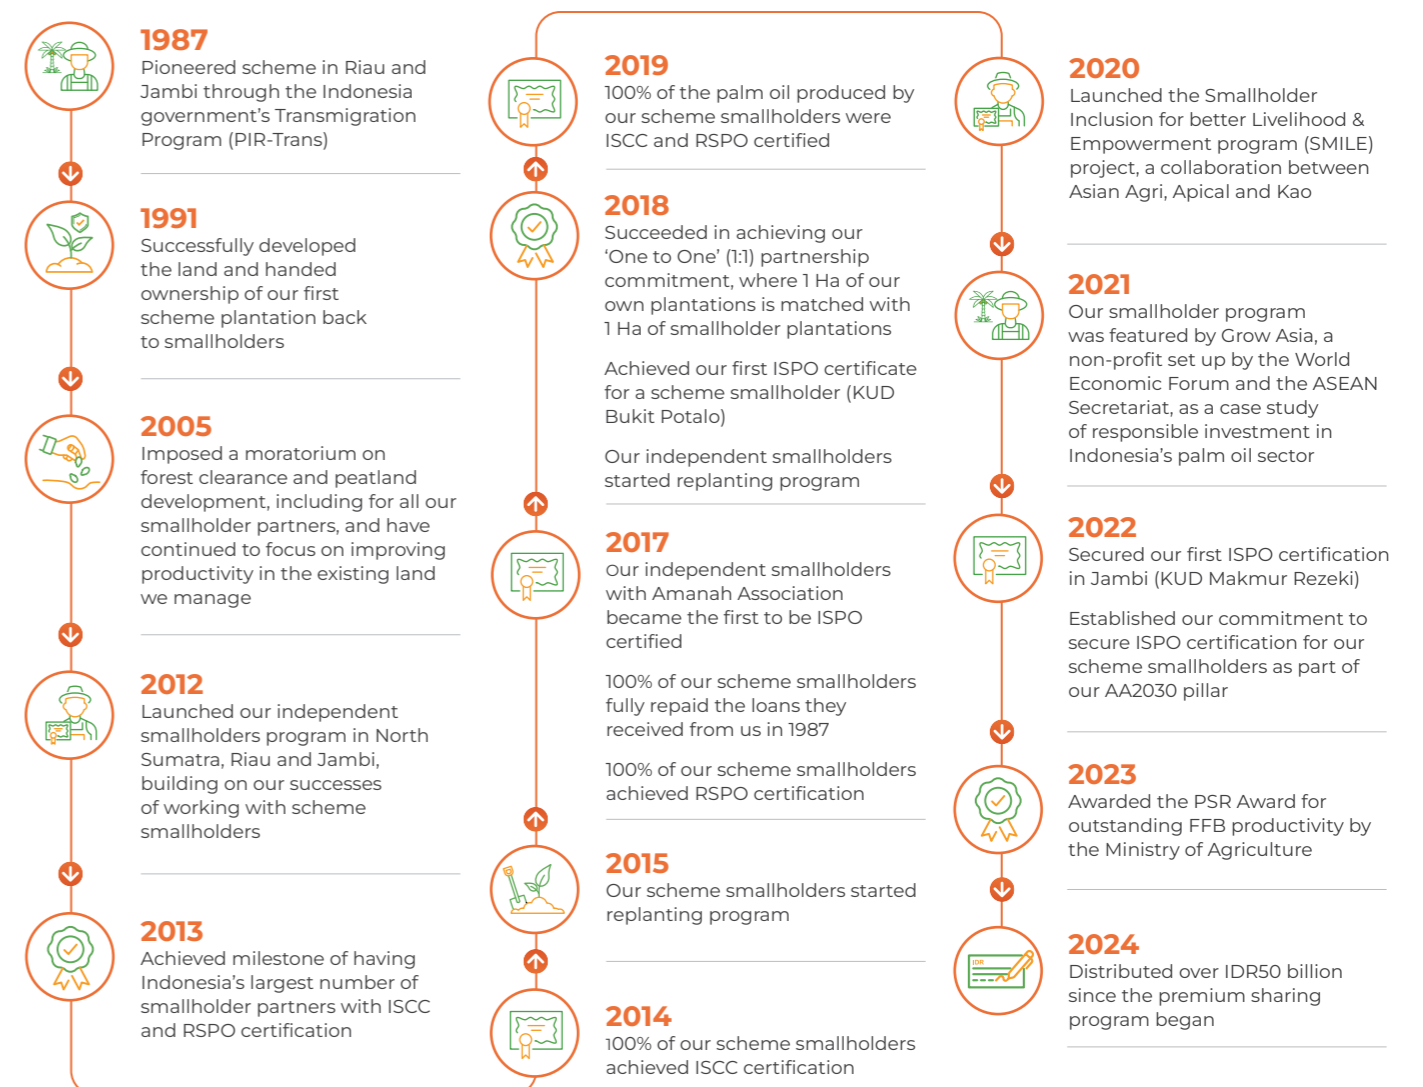 1987
Pioneered scheme in Riau and
Jambi through the Indonesia
government's Transmigration
Program (PIR-Trans)
1991
Successfully developed
the land and handed
ownership of our first
scheme plantation back
to smallholders
2005
Imposed a moratorium on
forest clearance and peatland
development, including for all our
smallholder partners, and have
continued to focus on improving
productivity in the existing land
we manage
2012
Launched our independent
smallholders program in North
Sumatra, Riau and Jambi,
building on our successes
of working with scheme
smallholders
2013
Achieved milestone of having
Indonesia's largest number of
smallholder partners with ISCC
and RSPO certification
2014
100% of our scheme smallholders
achieved ISCC certification
2015
Our scheme smallholders started
replanting program
2017
Our independent smallholders
with Amanah Association
became the first to be ISPO
certified
100% of our scheme smallholders
fully repaid the loans they
received from us in 1987
100% of our scheme smallholders
achieved RSPO certification
2018
Succeeded in achieving our
'One to One' (1:1) partnership
commitment, where 1 Ha of our
own plantations is matched with
1 Ha of smallholder plantations
Achieved our first ISPO certificate
for a scheme smallholder (KUD
Bukit Potalo)
Our independent smallholders
started replanting program
2019
100% of the palm oil produced by
our scheme smallholders were
ISCC and RSPO certified
2020
Launched the Smallholder
Inclusion for better Livelihood &
Empowerment program (SMILE)
project, a collaboration between
Asian Agri, Apical and Kao
2021
Our smallholder program
was featured by Grow Asia, a
non-profit set up by the World
Economic Forum and the ASEAN
Secretariat, as a case study
of responsible investment in
Indonesia's palm oil sector
2022
Secured our first ISPO certification
in Jambi (KUD Makmur Rezeki)
Established our commitment to
secure ISPO certification for our
scheme smallholders as part of
our AA2030 pillar
2023
Awarded the PSR Award for
outstanding FFB productivity by
the Ministry of Agriculture
IDR
2024
Distributed over IDR50 billion
since the premium sharing
program began